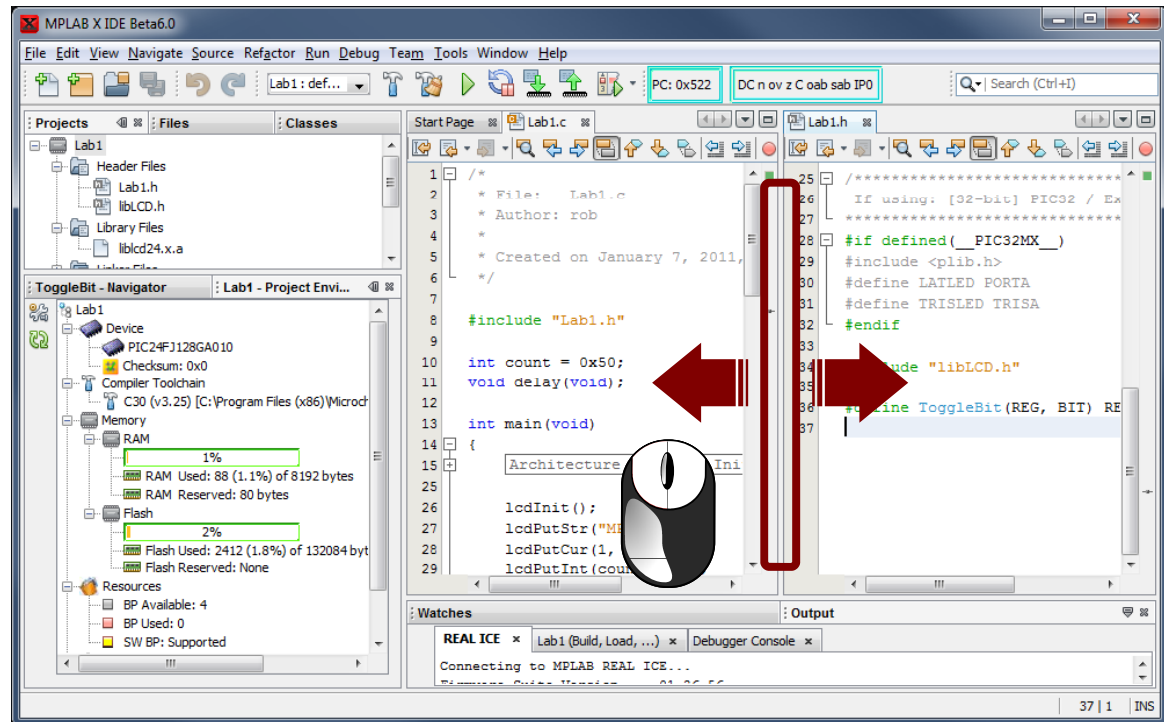 MPLAB X IDE Beta6.0
File Edit View Navigate Source Refactor Run Debug Team Tools Window Help
Lab1 : def... PC: 0x522 DC n ov z C oab sab IP0 Search (Ctrl+I)
Projects Files Classes
Lab1
Header Files
Lab1.h
libLCD.h
Library Files
liblcd24.x.a
Linker Files
ToggleBit - Navigator Lab1 - Project Envi...
Lab1
Device
PIC24FJ128GA010
Checksum: 0x0
Compiler Toolchain
C30 (v3.25) [C:\Program Files (x86)\Microch
Memory
RAM
1%
RAM Used: 88 (1.1%) of 8192 bytes
RAM Reserved: 80 bytes
Flash
2%
Flash Used: 2412 (1.8%) of 132084 byt
Flash Reserved: None
Resources
BP Available: 4
BP Used: 0
SW BP: Supported
Start Page Lab1.c
1 /*
2 * File: Lab1.c
3 * Author: rob
4 *
5 * Created on January 7, 2011,
6 */
7
8 #include "Lab1.h"
9
10 int count = 0x50;
11 void delay(void);
12
13 int main(void)
14 {
15 Architecture Ini
25
26 lcdInit();
27 lcdPutStr("MP
28 lcdPutCur(1,
29 lcdPutInt(coun
Lab1.h
25 /*****************************
26 If using: [32-bit] PIC32 / Ex
27 ******************************
28 #if defined(__PIC32MX__)
29 #include <plib.h>
30 #define LATLED PORTA
31 #define TRISLED TRISA
32 #endif
33
34 "libLCD.h"
35
36 #define ToggleBit(REG, BIT) RE
37
Watches
Output
REAL ICE Lab1 (Build, Load, ...) Debugger Console
Connecting to MPLAB REAL ICE...
37 | 1 INS